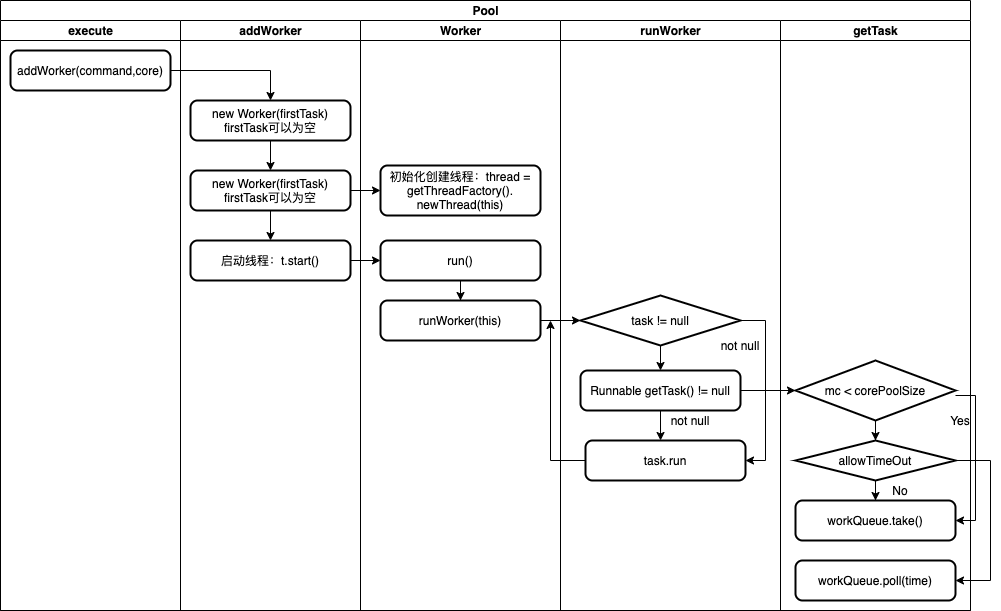 Pool
execute
addWorker
Worker
runWorker
getTask
addWorker(command,core)
new Worker(firstTask)
firstTask可以为空
new Worker(firstTask)
firstTask可以为空
初始化创建线程：thread =
getThreadFactory().
newThread(this)
启动线程：t.start()
run()
runWorker(this)
task != null
not null
Runnable getTask() != null
not null
task.run
mc < corePoolSize
Yes
allowTimeOut
No
workQueue.take()
workQueue.poll(time)